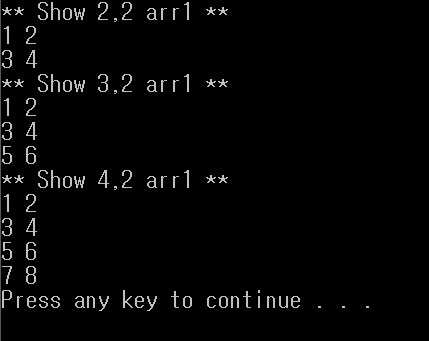 ** Show 2,2 arr1 **
1 2
3 4
** Show 3,2 arr1 **
1 2
3 4
5 6
** Show 4,2 arr1 **
1 2
3 4
5 6
7 8
Press any key to continue . . .